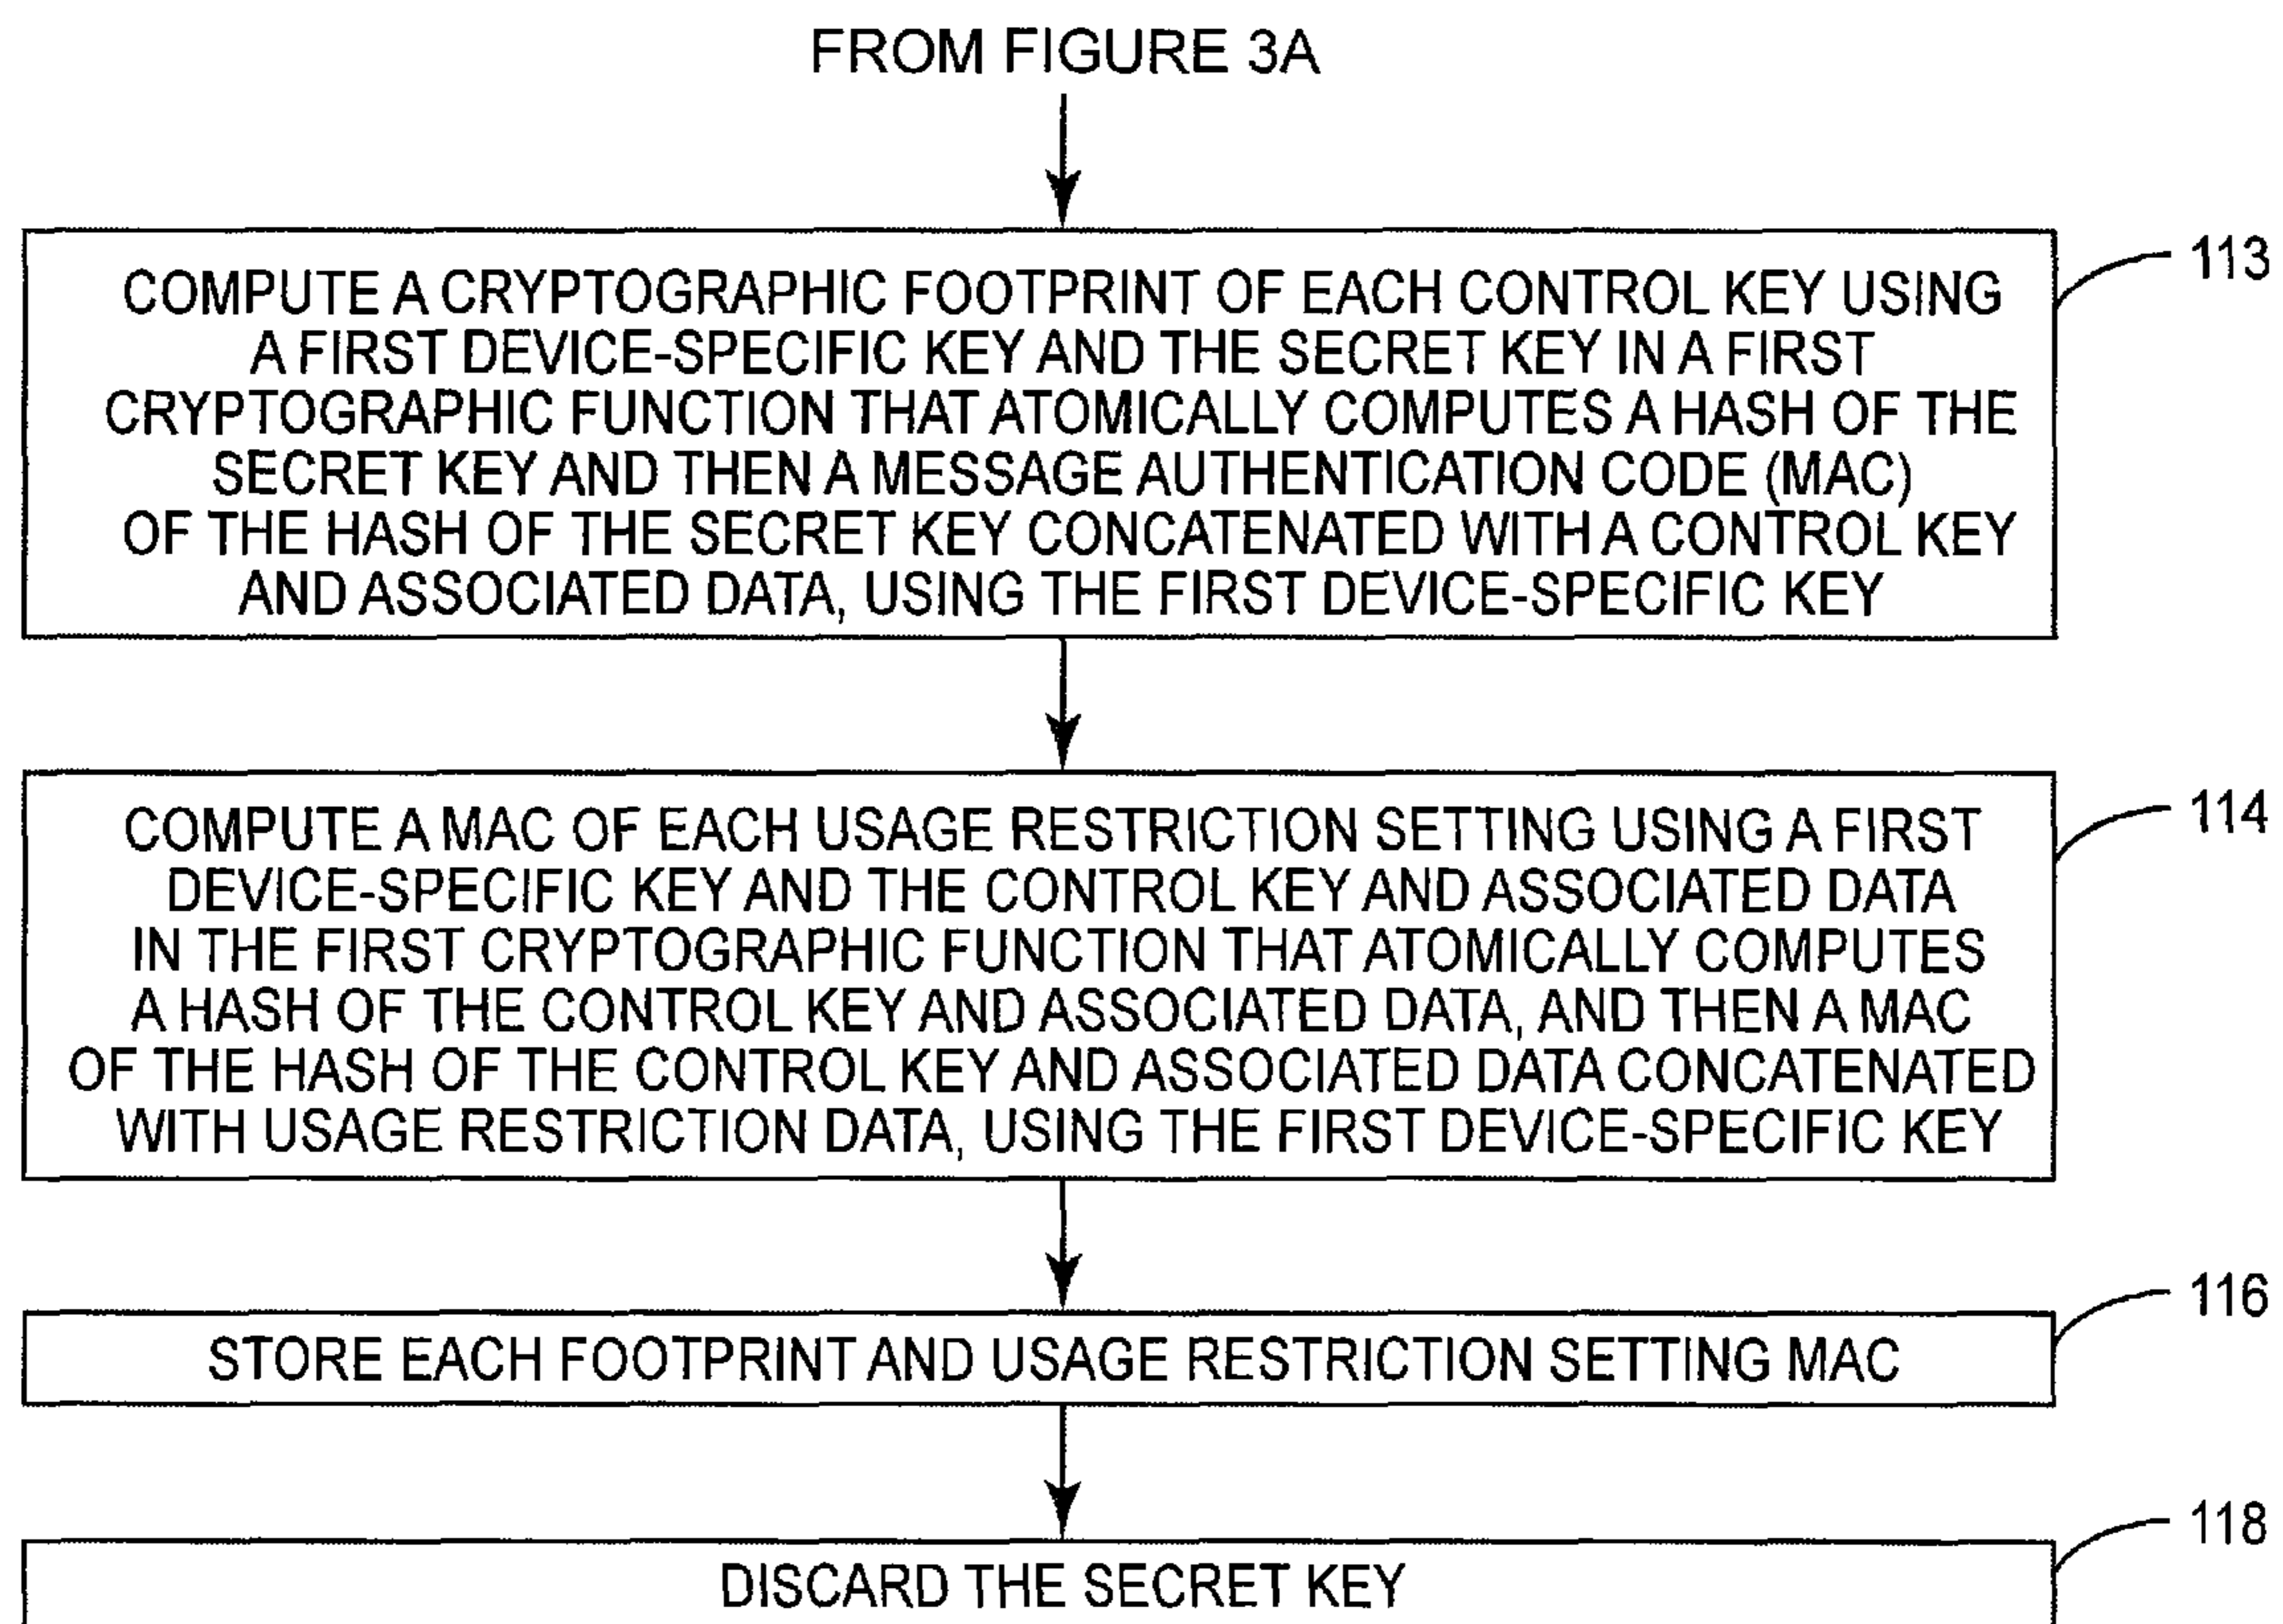 FROM FIGURE 3A
113
COMPUTE A CRYPTOGRAPHIC FOOTPRINT OF EACH CONTROL KEY USING
A FIRST DEVICE-SPECIFIC KEY AND THE SECRET KEY IN A FIRST
CRYPTOGRAPHIC FUNCTION THAT ATOMICALLY COMPUTES A HASH OF THE
SECRET KEY AND THEN A MESSAGE AUTHENTICATION CODE (MAC)
OF THE HASH OF THE SECRET KEY CONCATENATED WITH A CONTROL KEY
AND ASSOCIATED DATA, USING THE FIRST DEVICE-SPECIFIC KEY
114
COMPUTE A MAC OF EACH USAGE RESTRICTION SETTING USING A FIRST
DEVICE-SPECIFIC KEY AND THE CONTROL KEY AND ASSOCIATED DATA
IN THE FIRST CRYPTOGRAPHIC FUNCTION THAT ATOMICALLY COMPUTES
A HASH OF THE CONTROL KEY AND ASSOCIATED DATA, AND THEN A MAC
OF THE HASH OF THE CONTROL KEY AND ASSOCIATED DATA CONCATENATED
WITH USAGE RESTRICTION DATA, USING THE FIRST DEVICE-SPECIFIC KEY
116
STORE EACH FOOTPRINT AND USAGE RESTRICTION SETTING MAC
118
DISCARD THE SECRET KEY